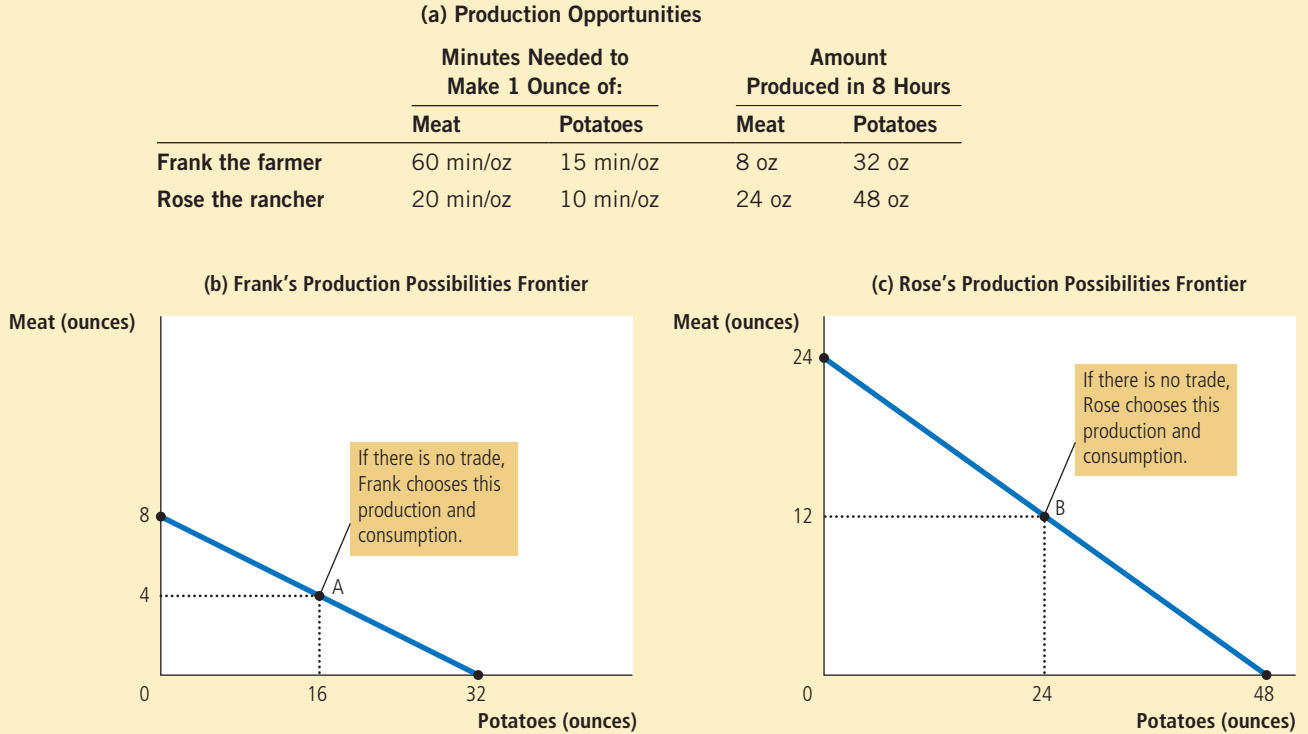 (a) Production Opportunities
Minutes Needed to
Make 1 Ounce of:
Amount
Produced in 8 Hours
Meat Potatoes Meat Potatoes
Frank the farmer 60 min/oz 15 min/oz 8 oz 32 oz
Rose the rancher 20 min/oz 10 min/oz 24 oz 48 oz
(b) Frank’s Production Possibilities Frontier
Meat (ounces)
If there is no trade,
Frank chooses this
production and
consumption.
8
A
4
0 16 32
Potatoes (ounces)
(c) Rose’s Production Possibilities Frontier
Meat (ounces)
24
If there is no trade,
Rose chooses this
production and
consumption.
B
12
0 24 48
Potatoes (ounces)